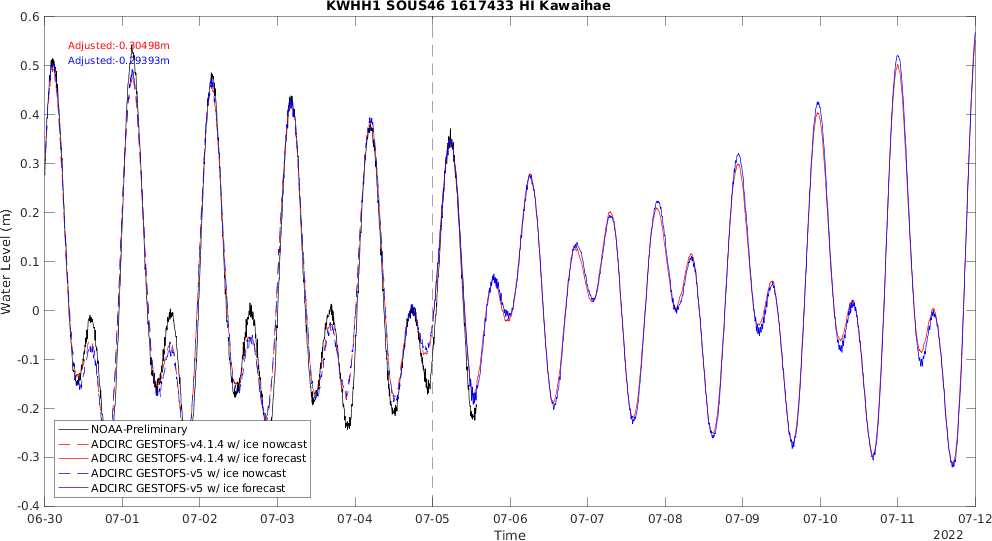 KWHH1 SOUS46 1617433 HI Kawaihae
Adjusted:-0.30498m
Adjusted:-0.29393m
Water Level (m)
0.6
0.5
0.4
0.3
0.2
0.1
0
-0.1
-0.2
-0.3
-0.4
NOAA-Preliminary
ADCIRC GESTOFS-v4.1.4 w/ ice nowcast
ADCIRC GESTOFS-v4.1.4 w/ ice forecast
ADCIRC GESTOFS-v5 w/ ice nowcast
ADCIRC GESTOFS-v5 w/ ice forecast
06-30 07-01 07-02 07-03 07-04 07-05 07-06 07-07 07-08 07-09 07-10 07-11 07-12
Time
2022